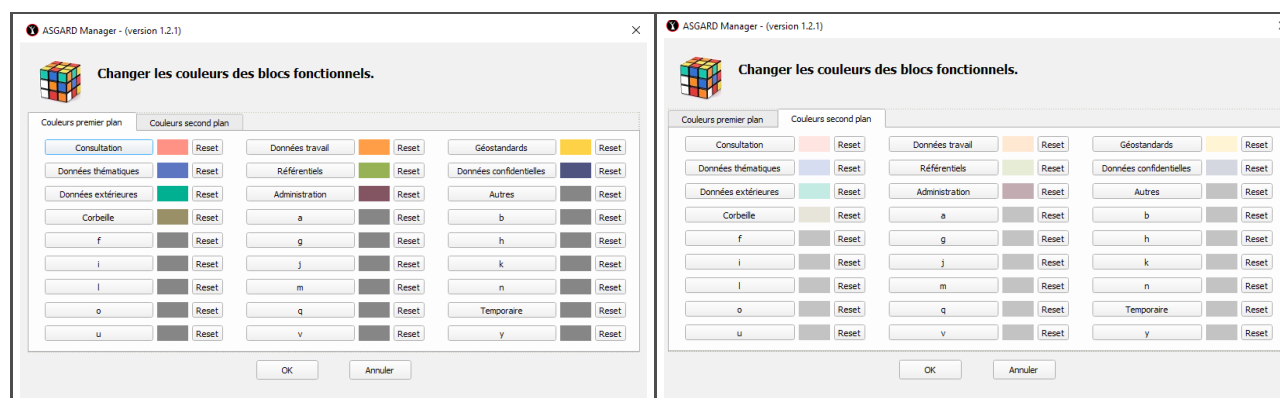 ASGARD Manager - (version 1.2.1)
Changer les couleurs des blocs fonctionnels.
Couleurs premier plan Couleurs second plan
Consultation Reset Données travail Reset Géostandards Reset
Données thématiques Reset Référentiels Reset Données confidentielles Reset
Données extérieures Reset Administration Reset Autres Reset
Corbeille Reset a Reset b Reset
f Reset g Reset h Reset
i Reset j Reset k Reset
l Reset m Reset n Reset
o Reset q Reset Temporaire Reset
u Reset v Reset y Reset
OK Annuler
ASGARD Manager - (version 1.2.1)
Changer les couleurs des blocs fonctionnels.
Couleurs premier plan Couleurs second plan
Consultation Reset Données travail Reset Géostandards Reset
Données thématiques Reset Référentiels Reset Données confidentielles Reset
Données extérieures Reset Administration Reset Autres Reset
Corbeille Reset a Reset b Reset
f Reset g Reset h Reset
i Reset j Reset k Reset
l Reset m Reset n Reset
o Reset q Reset Temporaire Reset
u Reset v Reset y Reset
OK Annuler